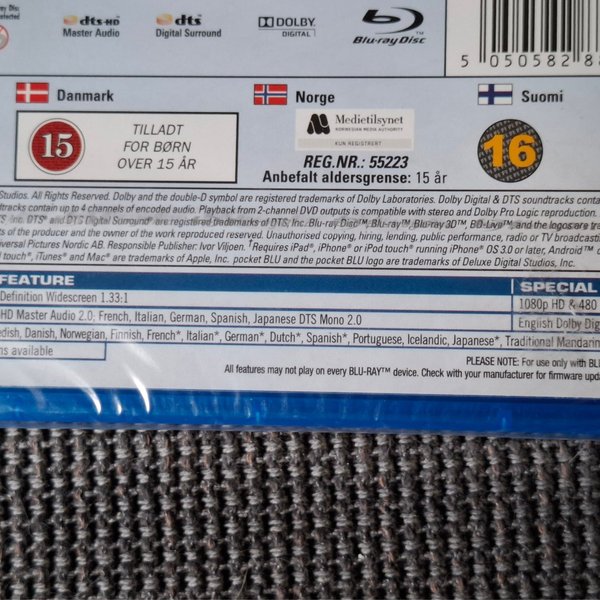 Disc
dts-HD
Master Audio
dts
Digital Surround
DOLBY
DIGITAL
Blu-ray Disc
5 050582 8
Danmark
Norge
Suomi
15
TILLADT
FOR BØRN
OVER 15 ÅR
Medietilsynet
NORWEGIAN MEDIA AUTHORITY
KUN REGISTRERT
REG.NR.: 55223
Anbefalt aldersgrense: 15 år
16
Studios. All Rights Reserved. Dolby and the double-D symbol are registered trademarks of Dolby Laboratories. Dolby Digital & DTS soundtracks contain
tracks contain up to 4 channels of encoded audio. Playback from 2-channel DVD outputs is compatible with stereo and Dolby Pro Logic reproduction.
Inc. DTS® and DTS Digital Surround® are registered trademarks of DTS, Inc. Blu-ray Disc™, Blu-ray™, Blu-ray 3D™, BD-Live™, and the logos are
ts of the producer and the owner of the work reproduced reserved. Unauthorised copying, hiring, lending, public performance, radio or TV broadcasting
versal Pictures Nordic AB. Responsible Publisher: Ivor Viljoen. †Requires iPad®, iPhone® or iPod touch® running iPhone® OS 3.0 or later, Android™
touch®, iTunes® and Mac® are trademarks of Apple, Inc. pocket BLU and the pocket BLU logo are trademarks of Deluxe Digital Studios, Inc.
FEATURE
SPECIAL
Definition Widescreen 1.33:1
1080p HD & 480
HD Master Audio 2.0; French, Italian, German, Spanish, Japanese DTS Mono 2.0
English Dolby Dig
edish, Danish, Norwegian, Finnish, French*, Italian*, German*, Dutch*, Spanish*, Portuguese, Icelandic, Japanese*, Traditional Mandarin
ns available
PLEASE NOTE: For use only with BLU
All features may not play on every BLU-RAY™ device. Check with your manufacturer for firmware upda